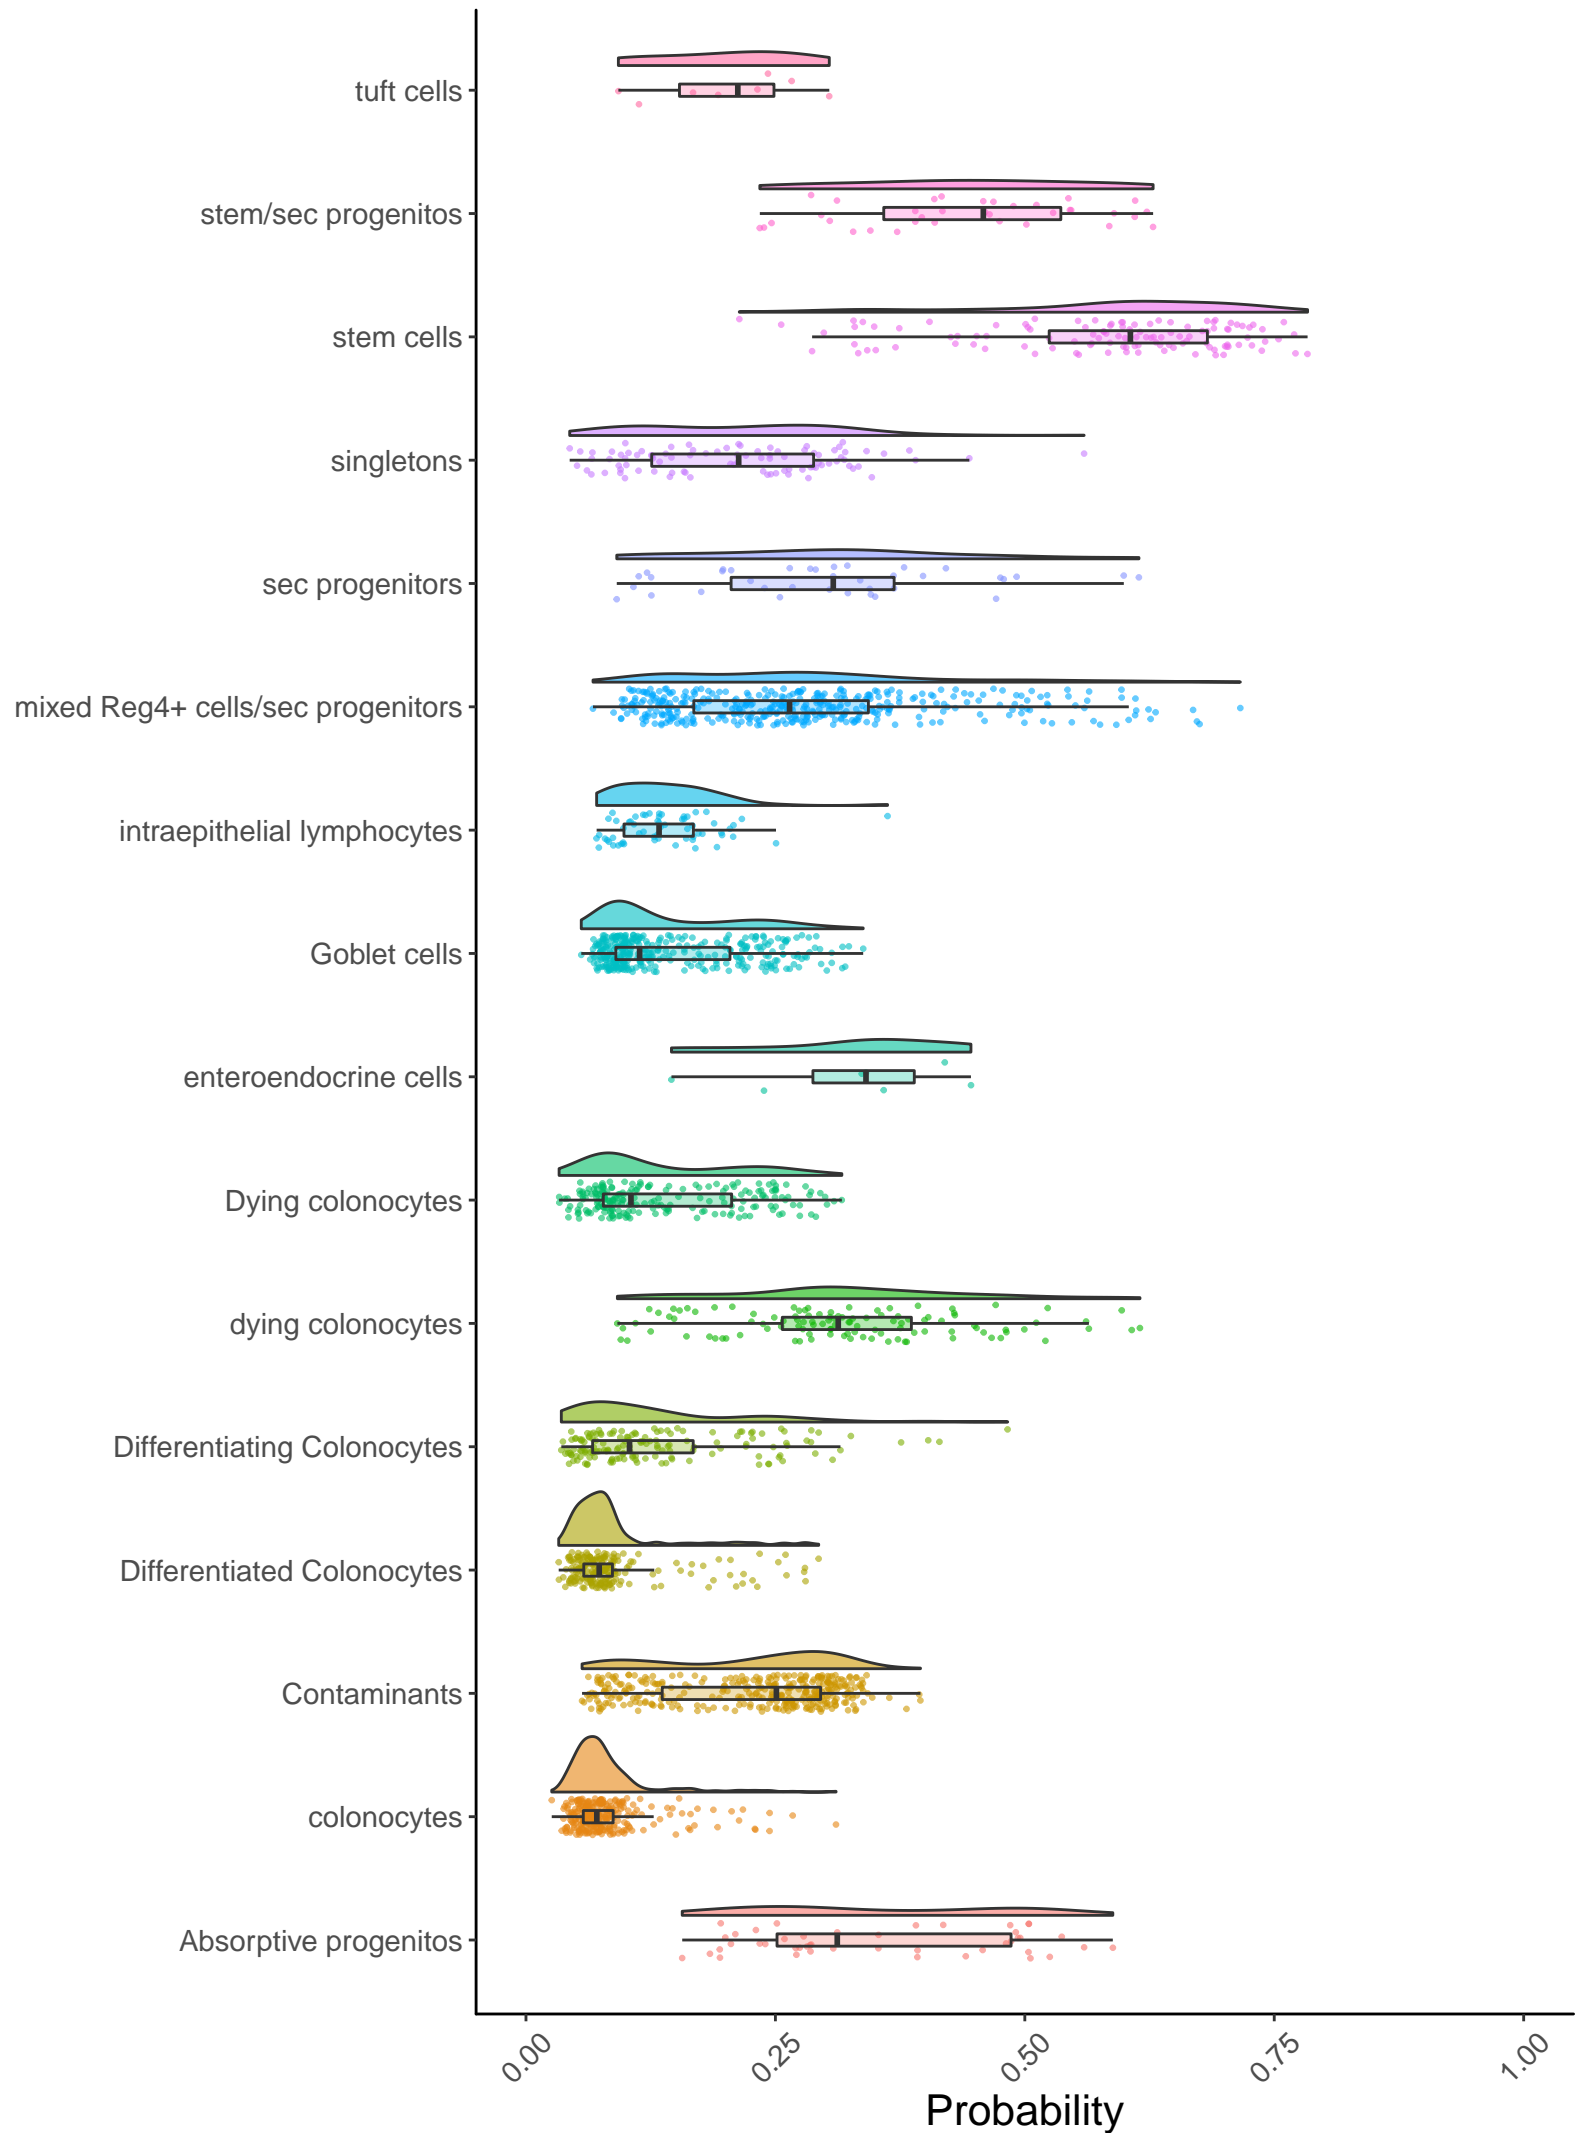 tuft cells
stem/sec progenitos
stem cells
singletons
sec progenitors
mixed Reg4+ cells/sec progenitors
intraepithelial lymphocytes
Goblet cells
enteroendocrine cells
Dying colonocytes
dying colonocytes
Differentiating Colonocytes
Differentiated Colonocytes
Contaminants
colonocytes
Absorptive progenitos
0.00 0.25 0.50 0.75 1.00
Probability